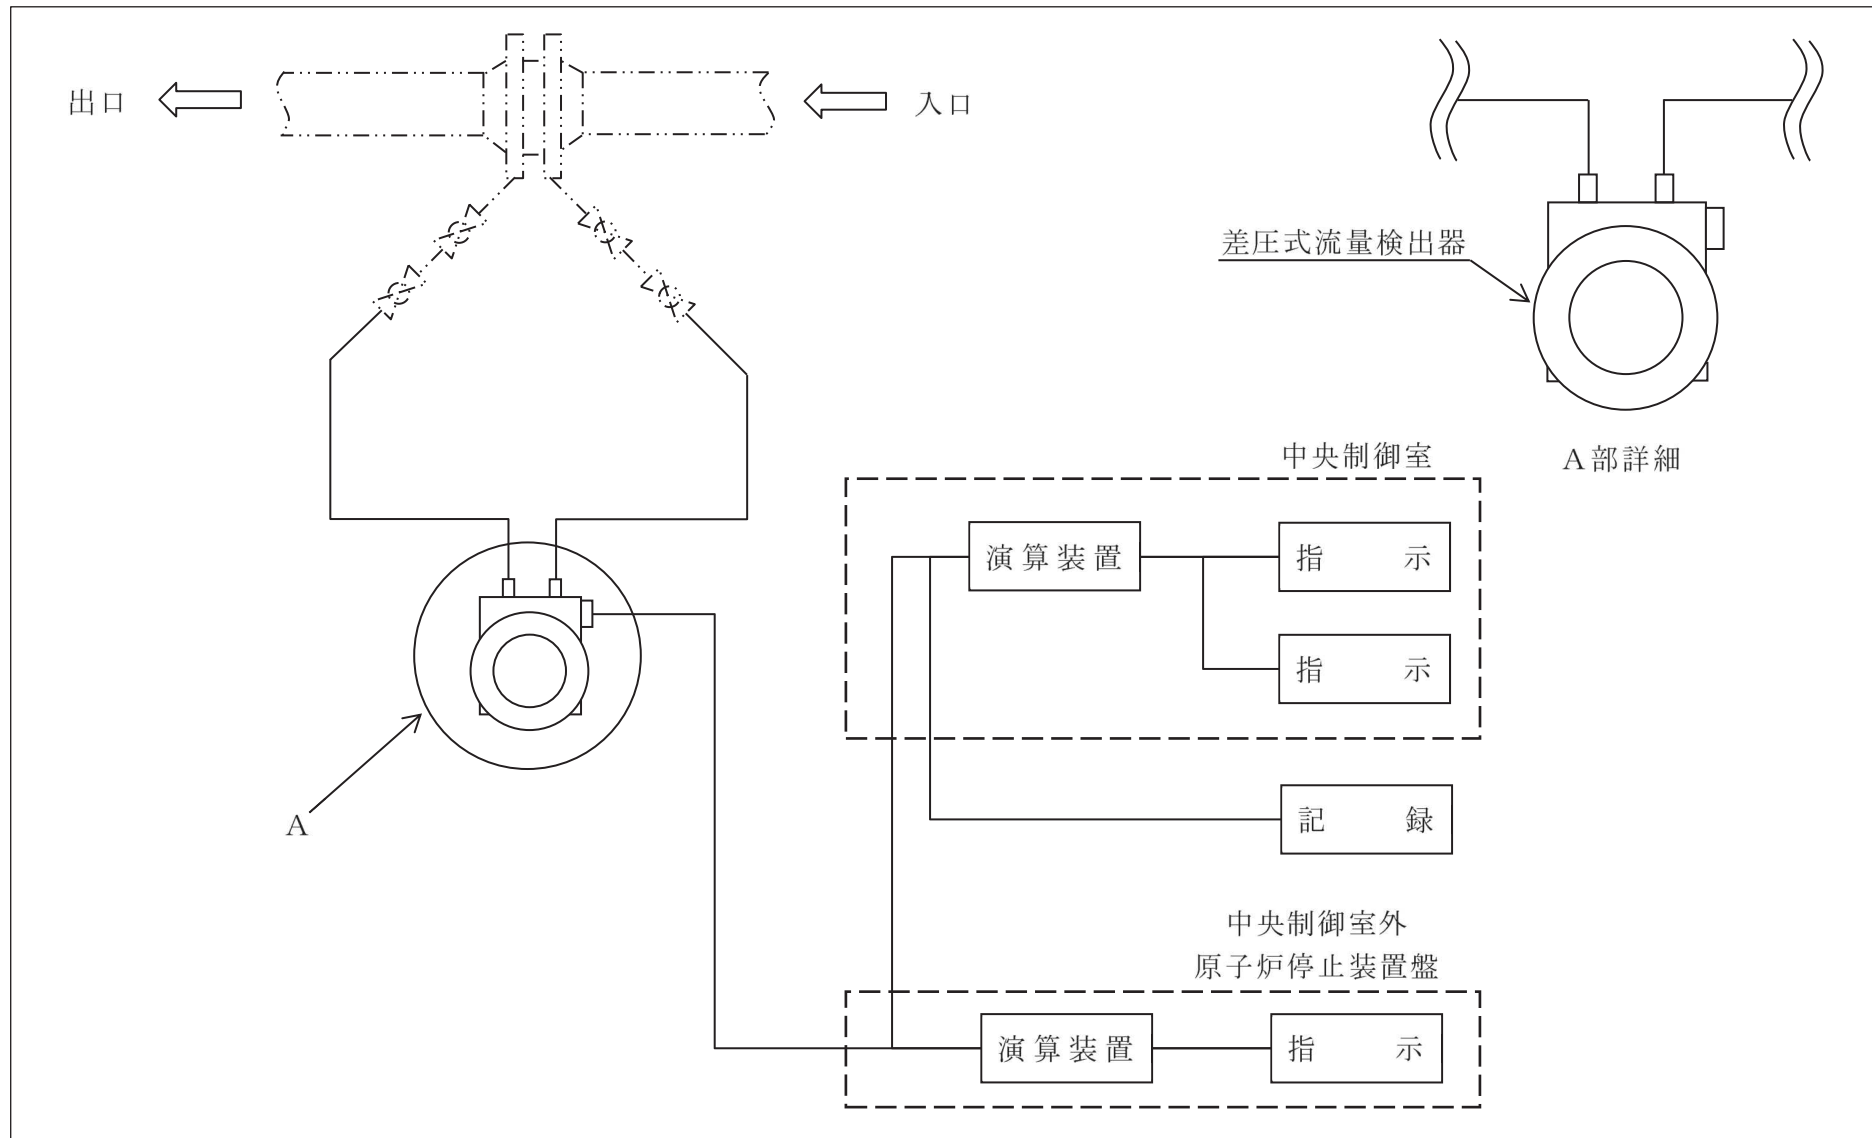 出口
入口
差圧式流量検出器
A部詳細
中央制御室
演算装置
指示
指示
記録
A
中央制御室外
原子炉停止装置盤
演算装置
指示